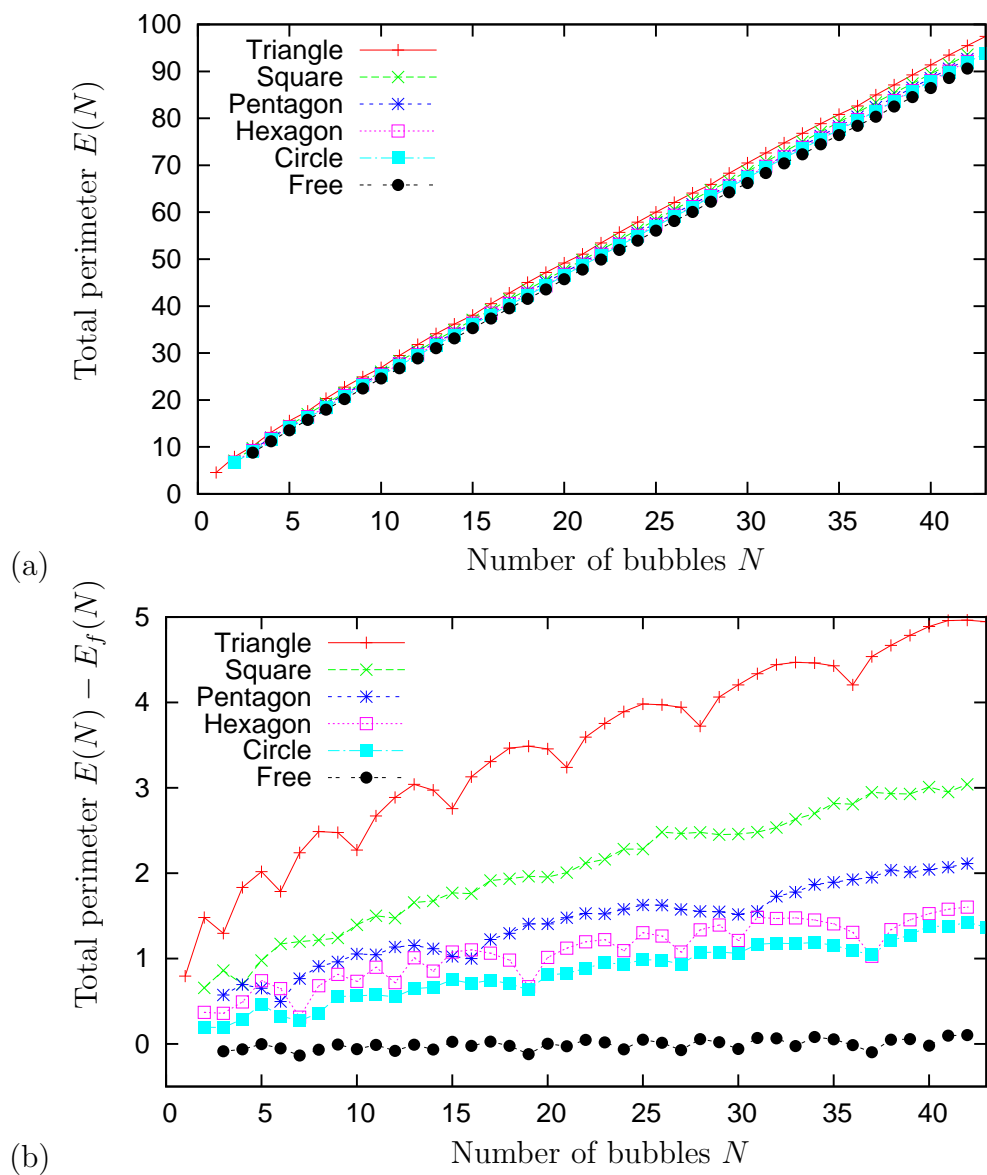 100
90
80
70
60
50
40
30
20
10
0
Total perimeter E(N)
Triangle
Square
Pentagon
Hexagon
Circle
Free
0 5 10 15 20 25 30 35 40
Number of bubbles N
(a)
5
4
3
2
1
0
Total perimeter E(N) − E_f(N)
Triangle
Square
Pentagon
Hexagon
Circle
Free
0 5 10 15 20 25 30 35 40
Number of bubbles N
(b)